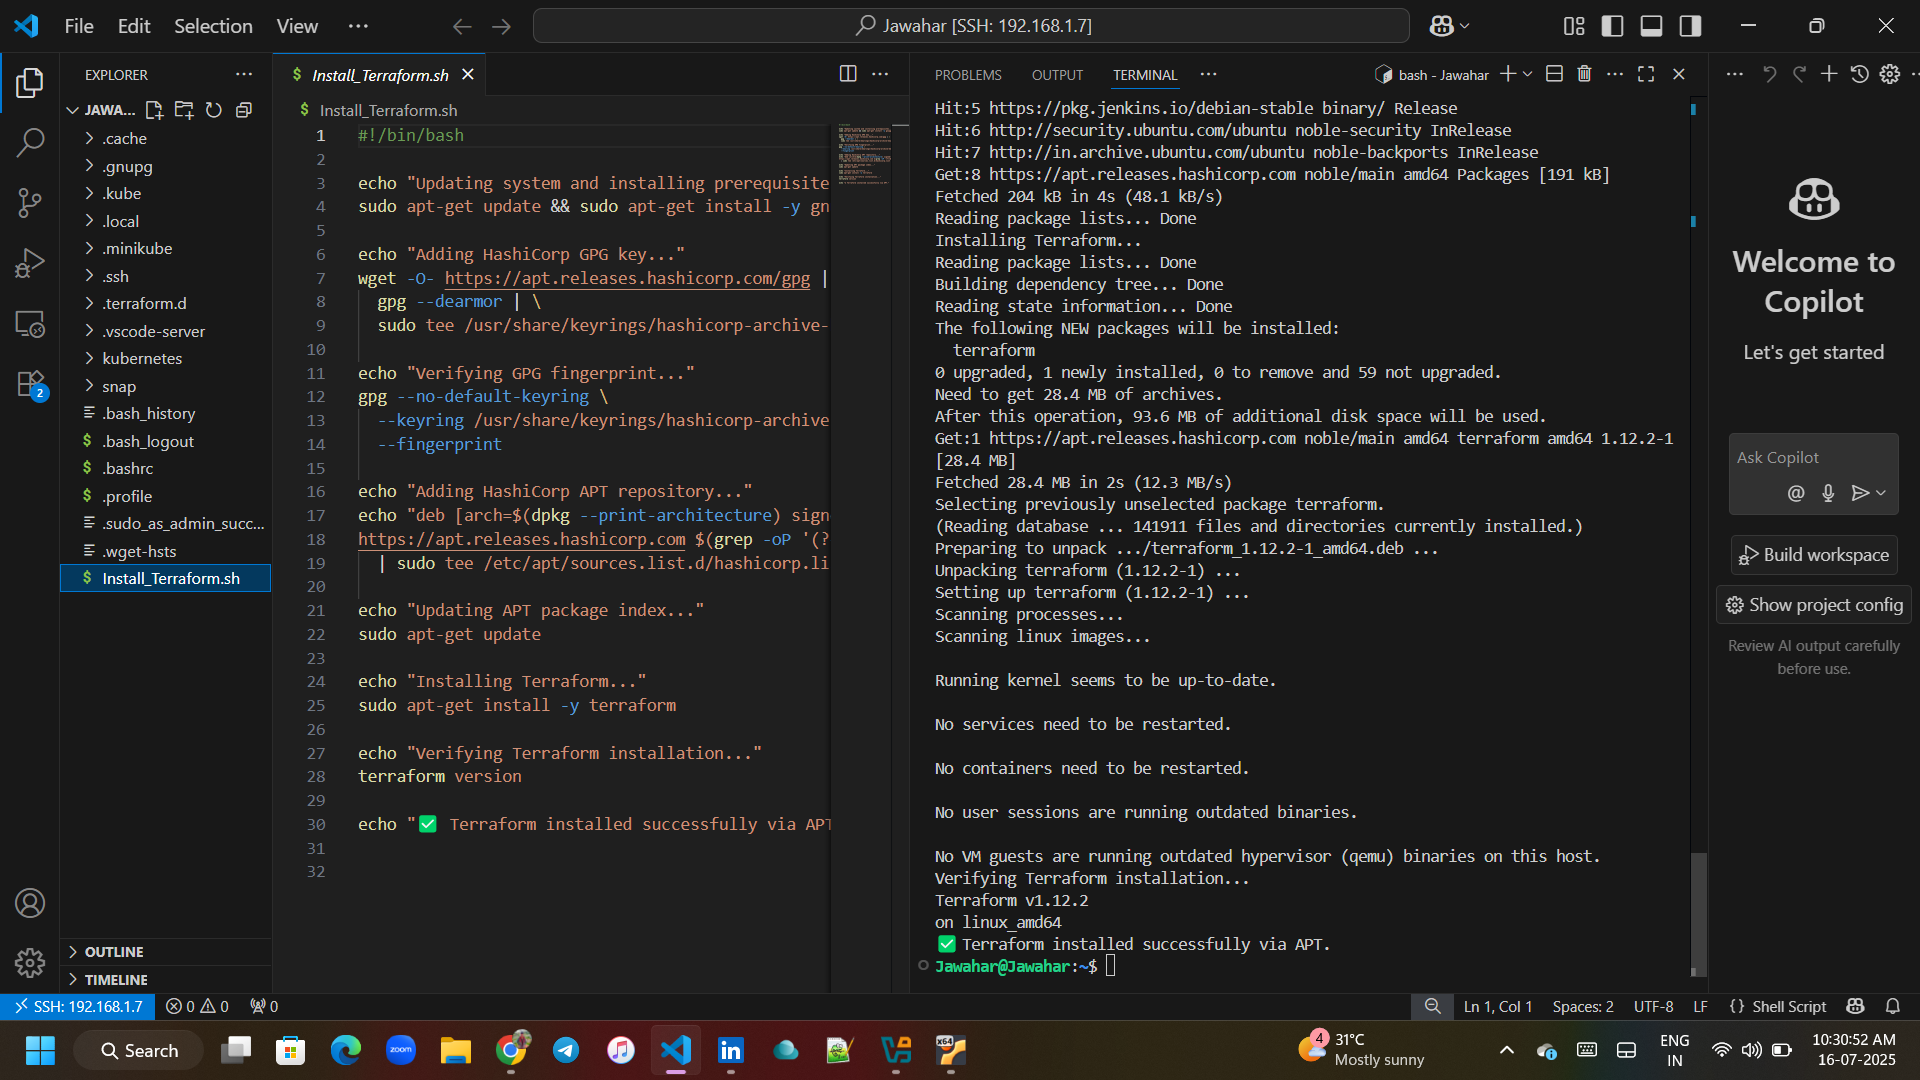 File Edit Selection View
Jawahar [SSH: 192.168.1.7]
EXPLORER
JAWA...
.cache
.gnupg
.kube
.local
.minikube
.ssh
.terraform.d
.vscode-server
kubernetes
snap
.bash_history
$ .bash_logout
$ .bashrc
$ .profile
.sudo_as_admin_succ...
.wget-hsts
$ Install_Terraform.sh
OUTLINE
TIMELINE
2
$ Install_Terraform.sh
$ Install_Terraform.sh
1 #!/bin/bash
2
3 echo "Updating system and installing prerequisite
4 sudo apt-get update && sudo apt-get install -y gn
5
6 echo "Adding HashiCorp GPG key..."
7 wget -O- https://apt.releases.hashicorp.com/gpg |
8 gpg --dearmor | \
9 sudo tee /usr/share/keyrings/hashicorp-archive-
10
11 echo "Verifying GPG fingerprint..."
12 gpg --no-default-keyring \
13 --keyring /usr/share/keyrings/hashicorp-archive
14 --fingerprint
15
16 echo "Adding HashiCorp APT repository..."
17 echo "deb [arch=$(dpkg --print-architecture) sign
18 https://apt.releases.hashicorp.com $(grep -oP '(?
19 | sudo tee /etc/apt/sources.list.d/hashicorp.li
20
21 echo "Updating APT package index..."
22 sudo apt-get update
23
24 echo "Installing Terraform..."
25 sudo apt-get install -y terraform
26
27 echo "Verifying Terraform installation..."
28 terraform version
29
30 echo "✅ Terraform installed successfully via APT
31
32
PROBLEMS OUTPUT TERMINAL
bash - Jawahar
Hit:5 https://pkg.jenkins.io/debian-stable binary/ Release
Hit:6 http://security.ubuntu.com/ubuntu noble-security InRelease
Hit:7 http://in.archive.ubuntu.com/ubuntu noble-backports InRelease
Get:8 https://apt.releases.hashicorp.com noble/main amd64 Packages [191 kB]
Fetched 204 kB in 4s (48.1 kB/s)
Reading package lists... Done
Installing Terraform...
Reading package lists... Done
Building dependency tree... Done
Reading state information... Done
The following NEW packages will be installed:
terraform
0 upgraded, 1 newly installed, 0 to remove and 59 not upgraded.
Need to get 28.4 MB of archives.
After this operation, 93.6 MB of additional disk space will be used.
Get:1 https://apt.releases.hashicorp.com noble/main amd64 terraform amd64 1.12.2-1
[28.4 MB]
Fetched 28.4 MB in 2s (12.3 MB/s)
Selecting previously unselected package terraform.
(Reading database ... 141911 files and directories currently installed.)
Preparing to unpack .../terraform_1.12.2-1_amd64.deb ...
Unpacking terraform (1.12.2-1) ...
Setting up terraform (1.12.2-1) ...
Scanning processes...
Scanning linux images...
Running kernel seems to be up-to-date.
No services need to be restarted.
No containers need to be restarted.
No user sessions are running outdated binaries.
No VM guests are running outdated hypervisor (qemu) binaries on this host.
Verifying Terraform installation...
Terraform v1.12.2
on linux_amd64
✅ Terraform installed successfully via APT.
Jawahar@Jawahar:~$
Welcome to
Copilot
Let's get started
Ask Copilot
Build workspace
Show project config
Review AI output carefully
before use.
SSH: 192.168.1.7 0 0 0
Ln 1, Col 1 Spaces: 2 UTF-8 LF {} Shell Script
Search
zoom
in
X64
4
31°C
Mostly sunny
ENG
IN
10:30:52 AM
16-07-2025